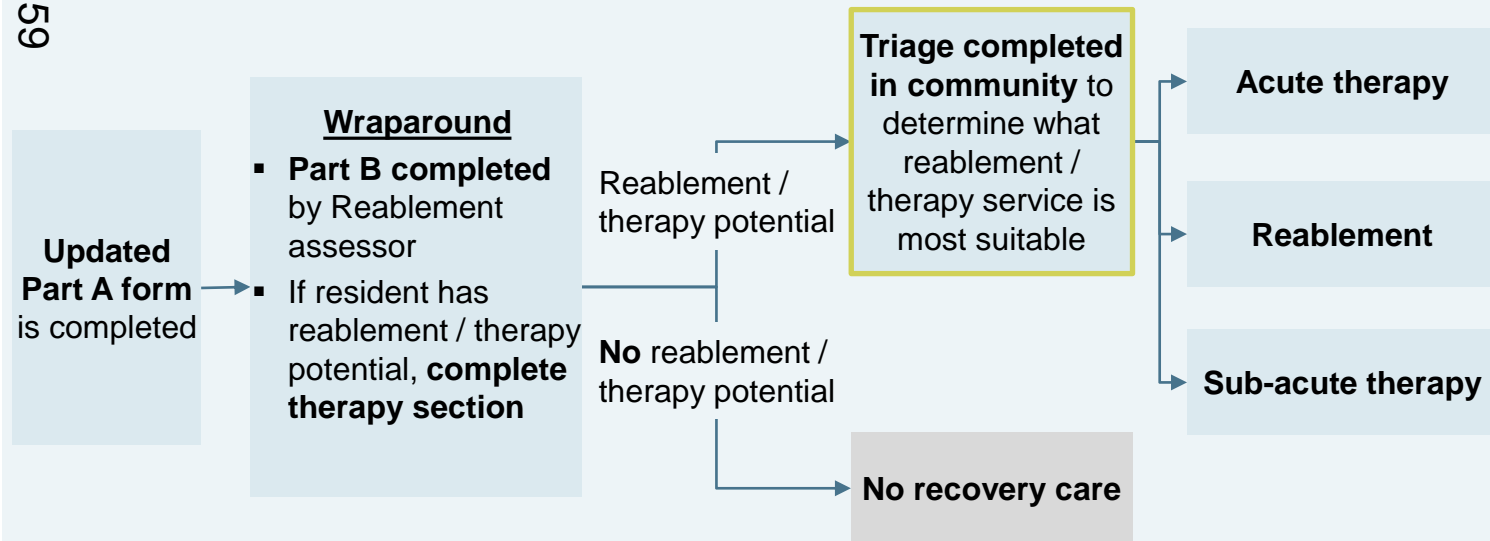 59
Updated
Part A form
is completed
Wraparound
▪ Part B completed
by Reablement
assessor
▪ If resident has
reablement / therapy
potential, complete
therapy section
Reablement /
therapy potential
No reablement /
therapy potential
Triage completed
in community to
determine what
reablement /
therapy service is
most suitable
No recovery care
Acute therapy
Reablement
Sub-acute therapy